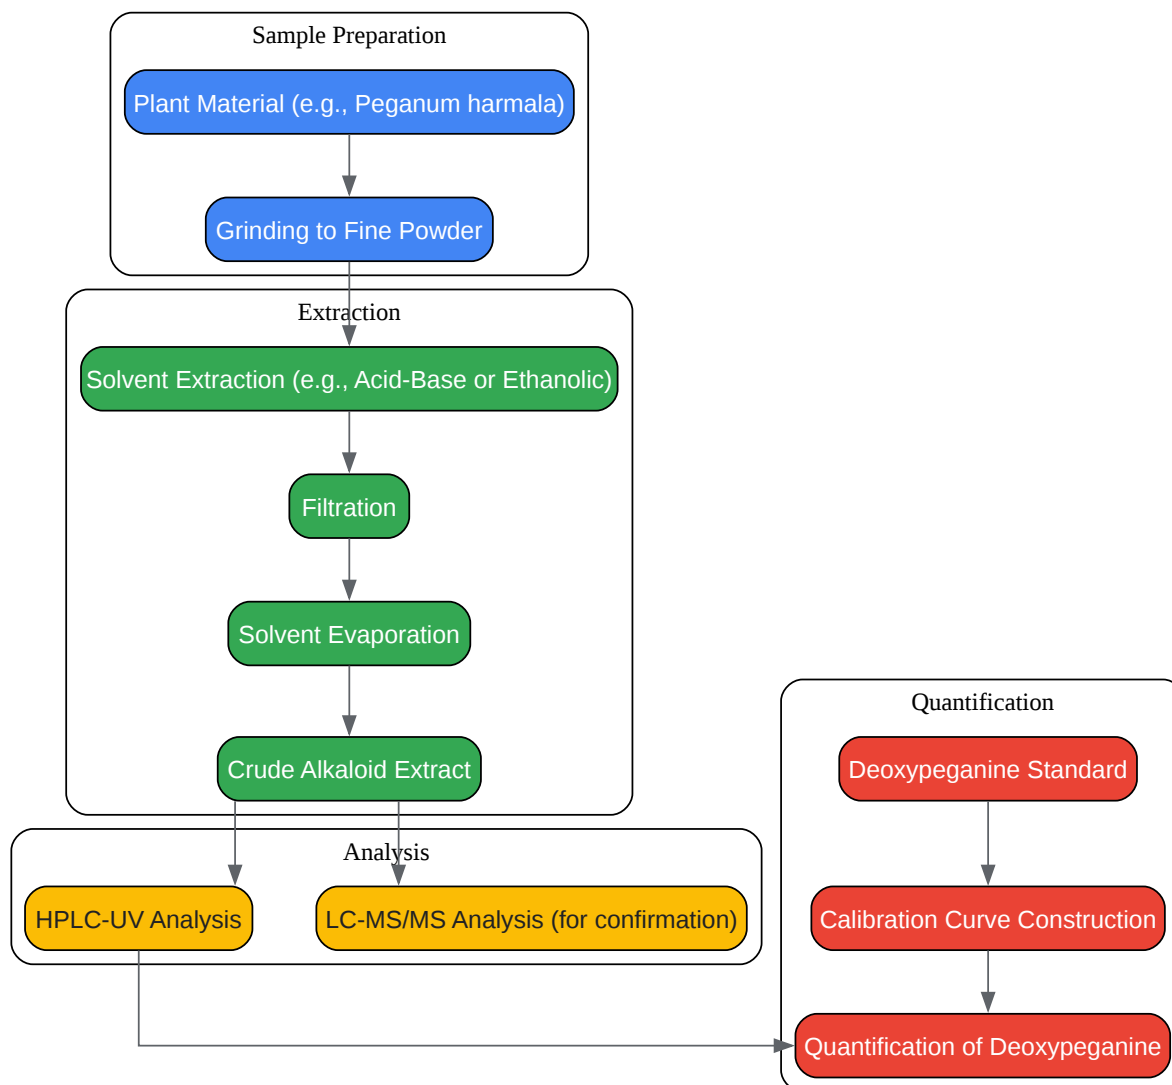 Sample Preparation
Plant Material (e.g., Peganum harmala)
Grinding to Fine Powder
Extraction
Solvent Extraction (e.g., Acid-Base or Ethanolic)
Filtration
Solvent Evaporation
Crude Alkaloid Extract
Analysis
HPLC-UV Analysis
LC-MS/MS Analysis (for confirmation)
Quantification
Deoxypeganine Standard
Calibration Curve Construction
Quantification of Deoxypeganine